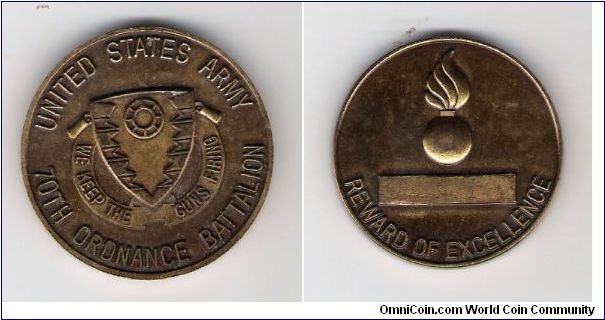 UNITED STATES ARMY
WE KEEP THE GUNS FIRING
70TH ORDNANCE BATTALION
REWARD OF EXCELLENCE
OmniCoin.com World Coin Community